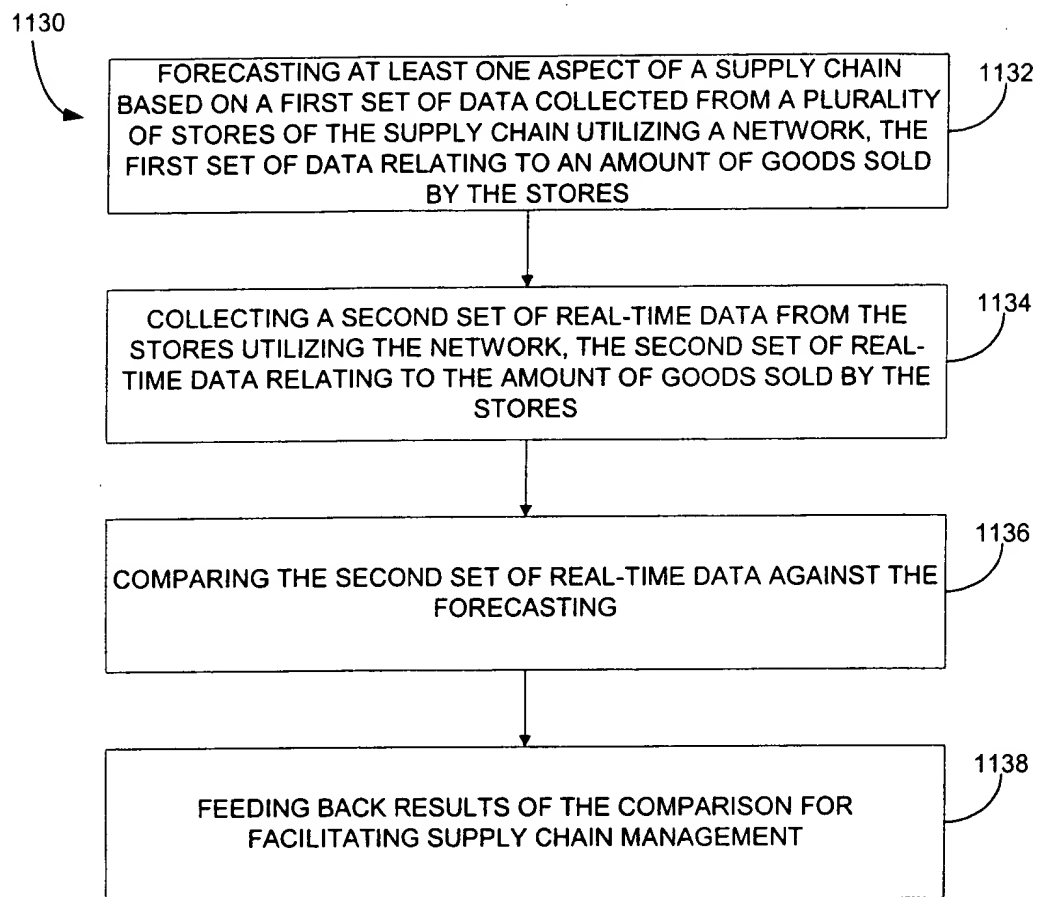 1130
FORECASTING AT LEAST ONE ASPECT OF A SUPPLY CHAIN
BASED ON A FIRST SET OF DATA COLLECTED FROM A PLURALITY
OF STORES OF THE SUPPLY CHAIN UTILIZING A NETWORK, THE
FIRST SET OF DATA RELATING TO AN AMOUNT OF GOODS SOLD
BY THE STORES
1132
COLLECTING A SECOND SET OF REAL-TIME DATA FROM THE
STORES UTILIZING THE NETWORK, THE SECOND SET OF REAL-
TIME DATA RELATING TO THE AMOUNT OF GOODS SOLD BY THE
STORES
1134
COMPARING THE SECOND SET OF REAL-TIME DATA AGAINST THE
FORECASTING
1136
FEEDING BACK RESULTS OF THE COMPARISON FOR
FACILITATING SUPPLY CHAIN MANAGEMENT
1138